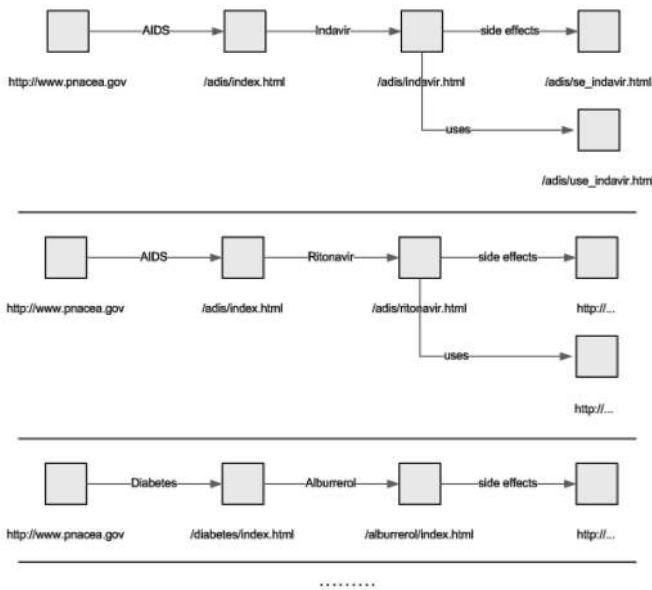 AIDS Indavir side effects
http://www.pnacea.gov /adis/index.html /adis/indavir.html /adis/se_indavir.html
uses
/adis/use_indavir.htm
AIDS Ritonavir side effects
http://www.pnacea.gov /adis/index.html /adis/ritonavir.html http://...
uses
http://...
Diabetes Alburrerol side effects
http://www.pnacea.gov /diabetes/index.html /alburrerol/index.html http://...
.........